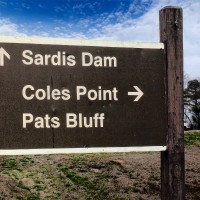 ↑ Sardis Dam
Coles Point →
Pats Bluff